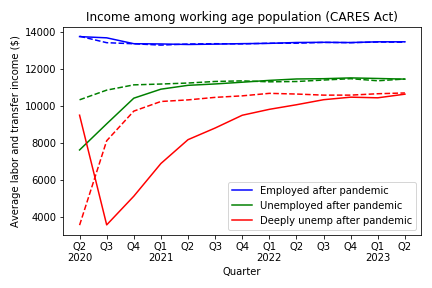 Income among working age population (CARES Act)
Average labor and transfer income ($)
14000
12000
10000
8000
6000
4000
Employed after pandemic
Unemployed after pandemic
Deeply unemp after pandemic
Q2 Q3 Q4 Q1 Q2 Q3 Q4 Q1 Q2 Q3 Q4 Q1 Q2
2020 2021 2022 2023
Quarter